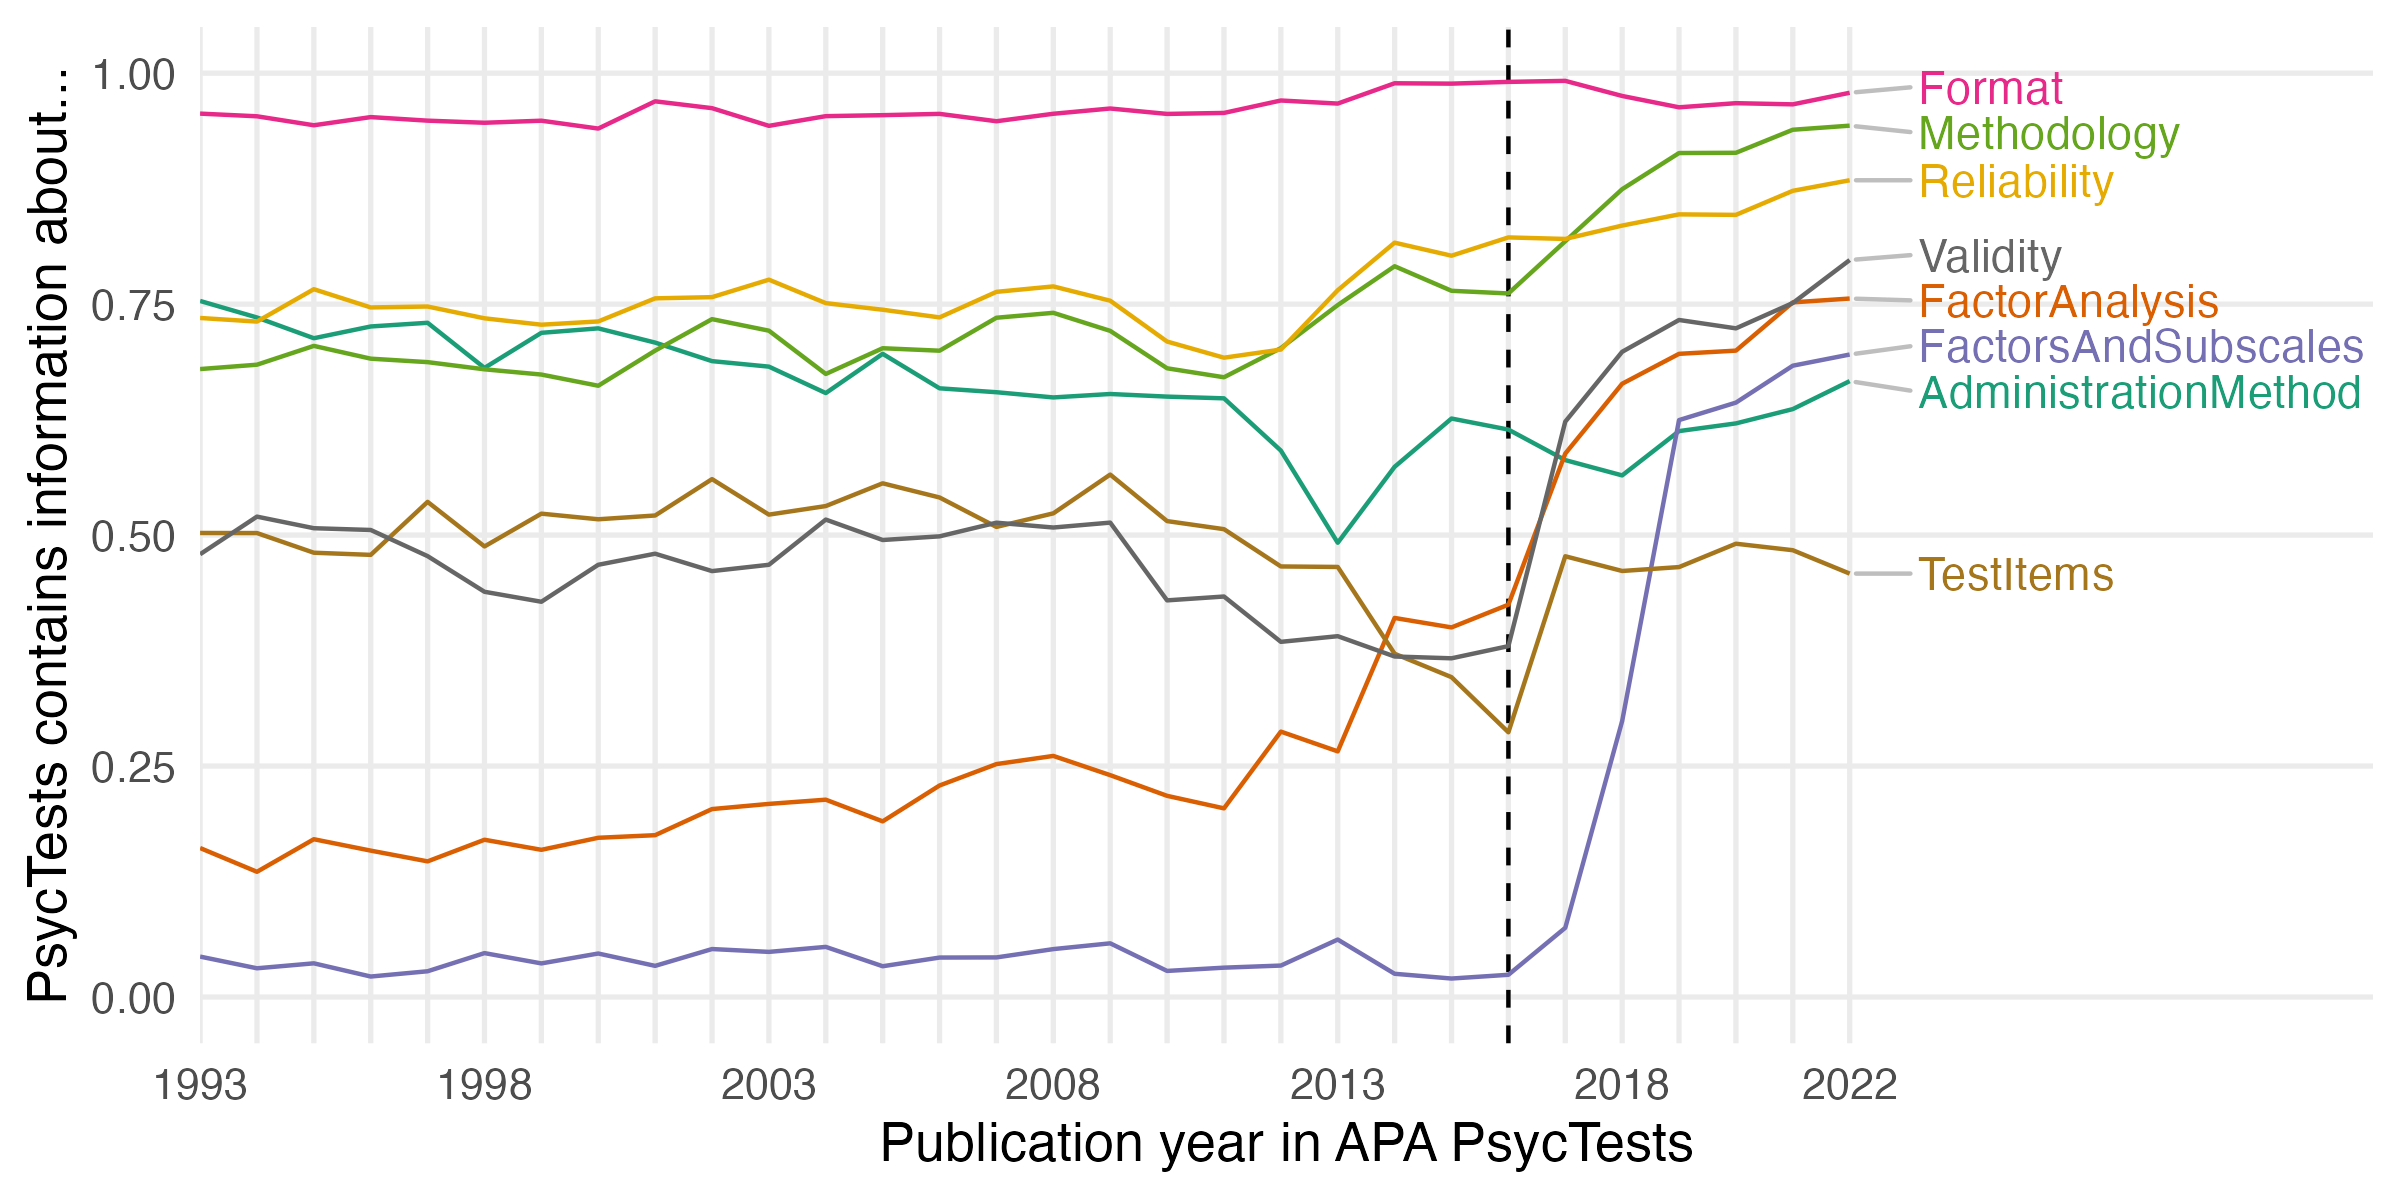 PsycTests contains information about...
1.00
0.75
0.50
0.25
0.00
Format
Methodology
Reliability
Validity
FactorAnalysis
FactorsAndSubscales
AdministrationMethod
TestItems
1993 1998 2003 2008 2013 2018 2022
Publication year in APA PsycTests